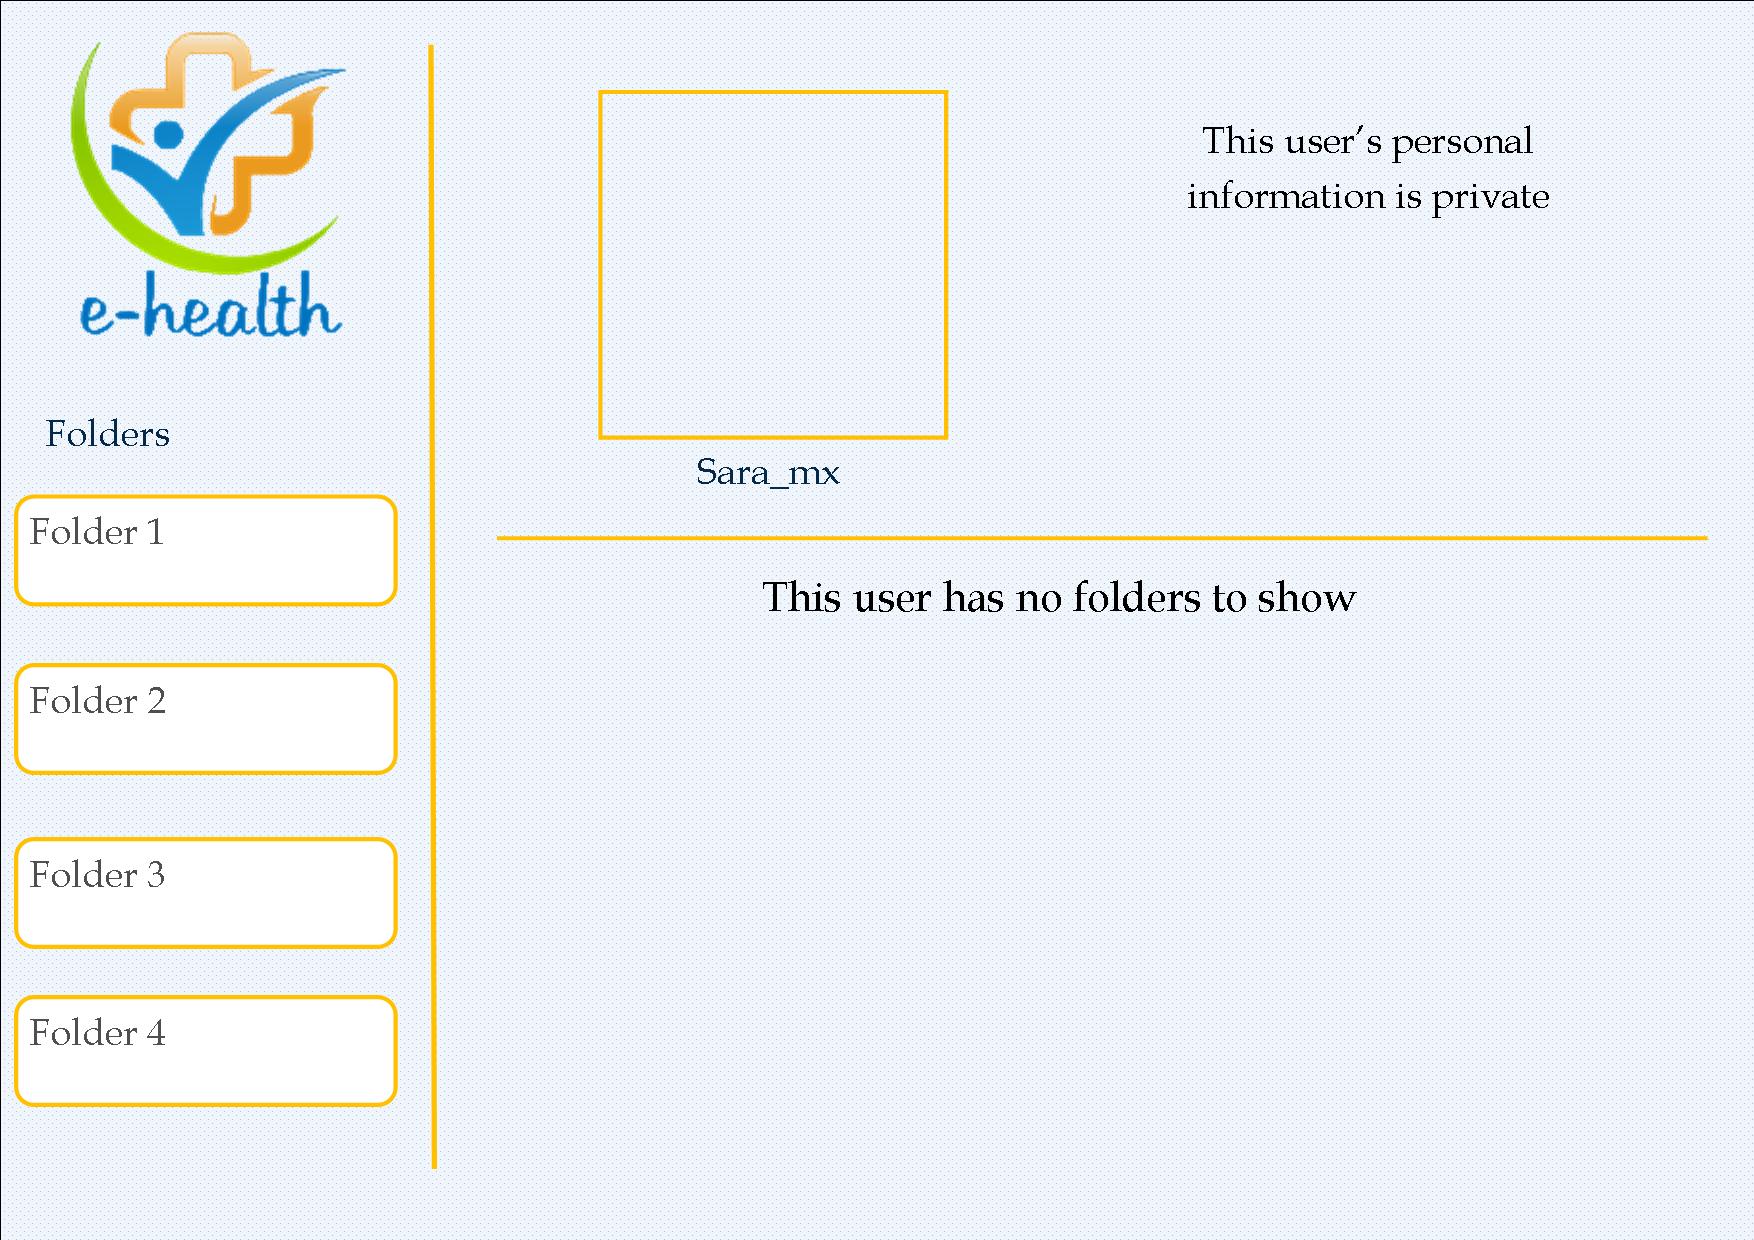 e-health
Folders
Folder 1
Folder 2
Folder 3
Folder 4
This user’s personal
information is private
Sara_mx
This user has no folders to show